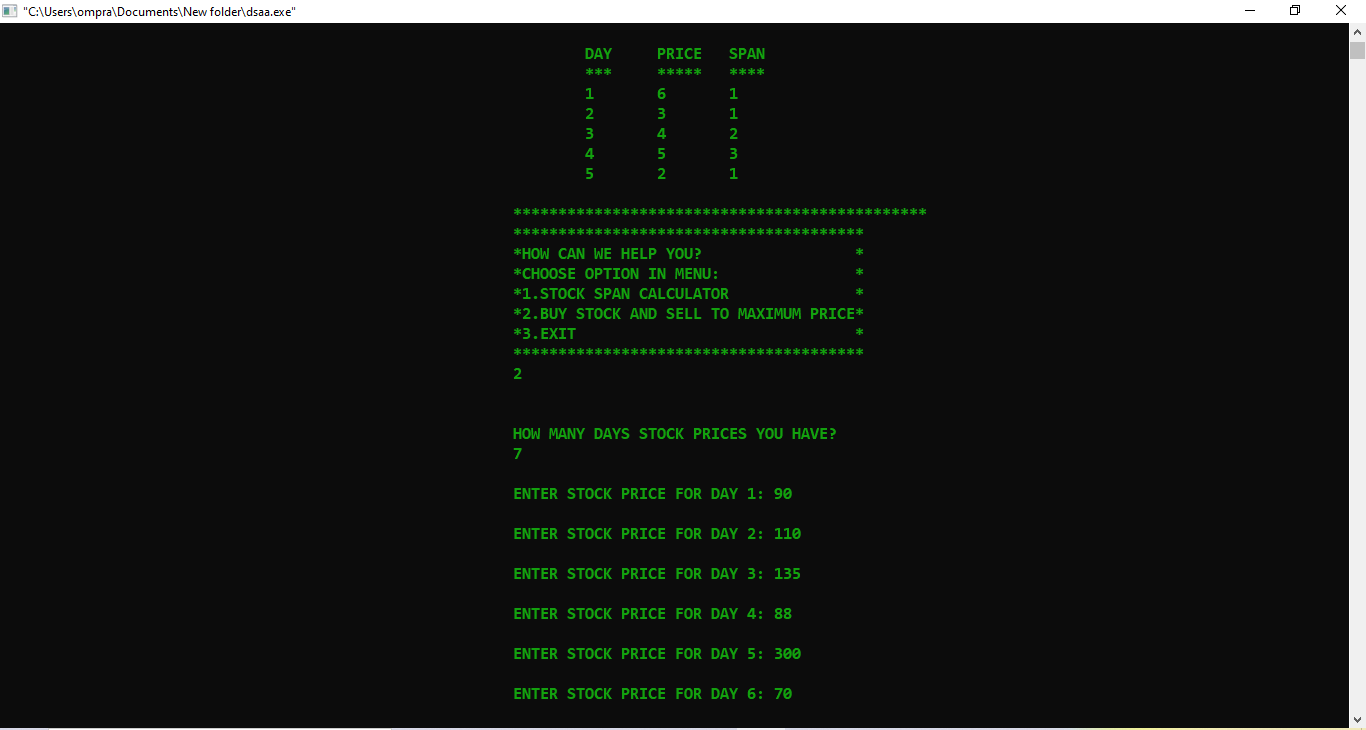 "C:\Users\ompra\Documents\New folder\dsaa.exe"
DAY PRICE SPAN
*** ***** ****
1 6 1
2 3 1
3 4 2
4 5 3
5 2 1
**********************************************
***************************************
*HOW CAN WE HELP YOU? *
*CHOOSE OPTION IN MENU: *
*1.STOCK SPAN CALCULATOR *
*2.BUY STOCK AND SELL TO MAXIMUM PRICE*
*3.EXIT *
***************************************
2
HOW MANY DAYS STOCK PRICES YOU HAVE?
7
ENTER STOCK PRICE FOR DAY 1: 90
ENTER STOCK PRICE FOR DAY 2: 110
ENTER STOCK PRICE FOR DAY 3: 135
ENTER STOCK PRICE FOR DAY 4: 88
ENTER STOCK PRICE FOR DAY 5: 300
ENTER STOCK PRICE FOR DAY 6: 70